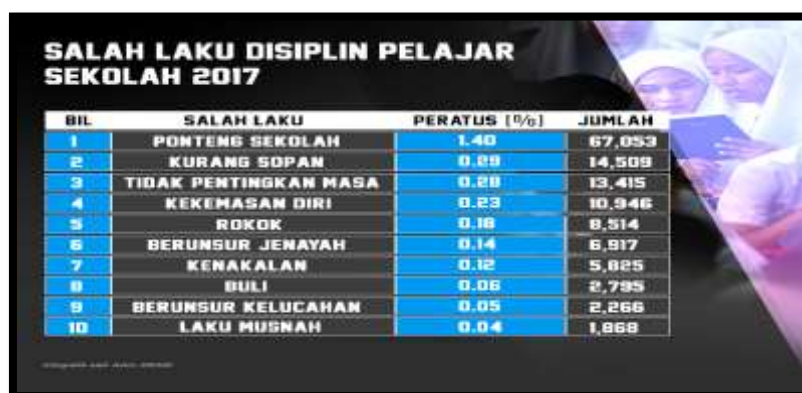 SALAH LAKU DISIPLIN PELAJAR
SEKOLAH 2017
BIL SALAH LAKU PERATUS [%] JUMLAH
1 PONTENG SEKOLAH 1.40 67,053
2 KURANG SOPAN 0.29 14,509
3 TIDAK PENTINGKAN MASA 0.28 13,415
4 KEKEMASAN DIRI 0.23 10,946
5 ROKOK 0.18 8,514
6 BERUNSUR JENAYAH 0.14 6,917
7 KENAKALAN 0.12 5,825
8 BULI 0.06 2,795
9 BERUNSUR KELUCAHAN 0.05 2,266
10 LAKU MUSNAH 0.04 1,868